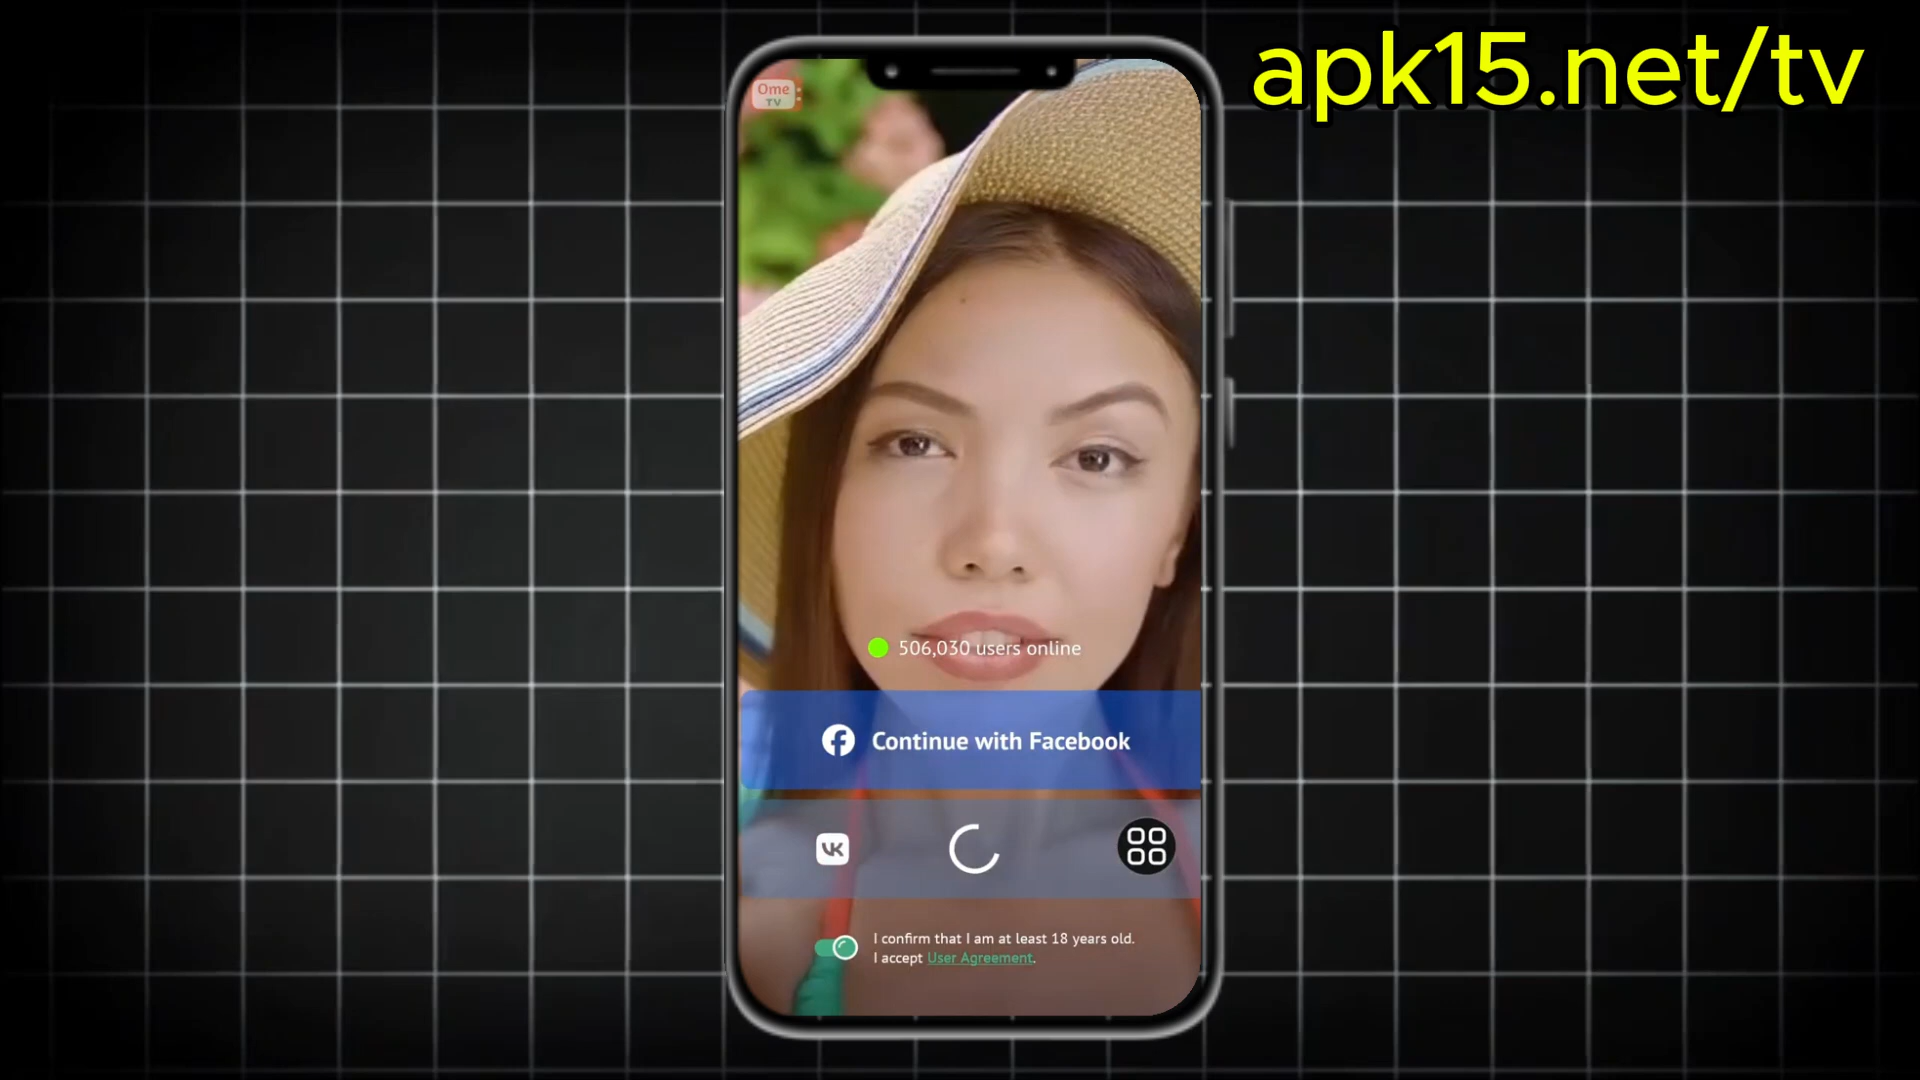 apk15.net/tv
Ome
TV
506,030 users online
Continue with Facebook
I confirm that I am at least 18 years old.
I accept User Agreement.